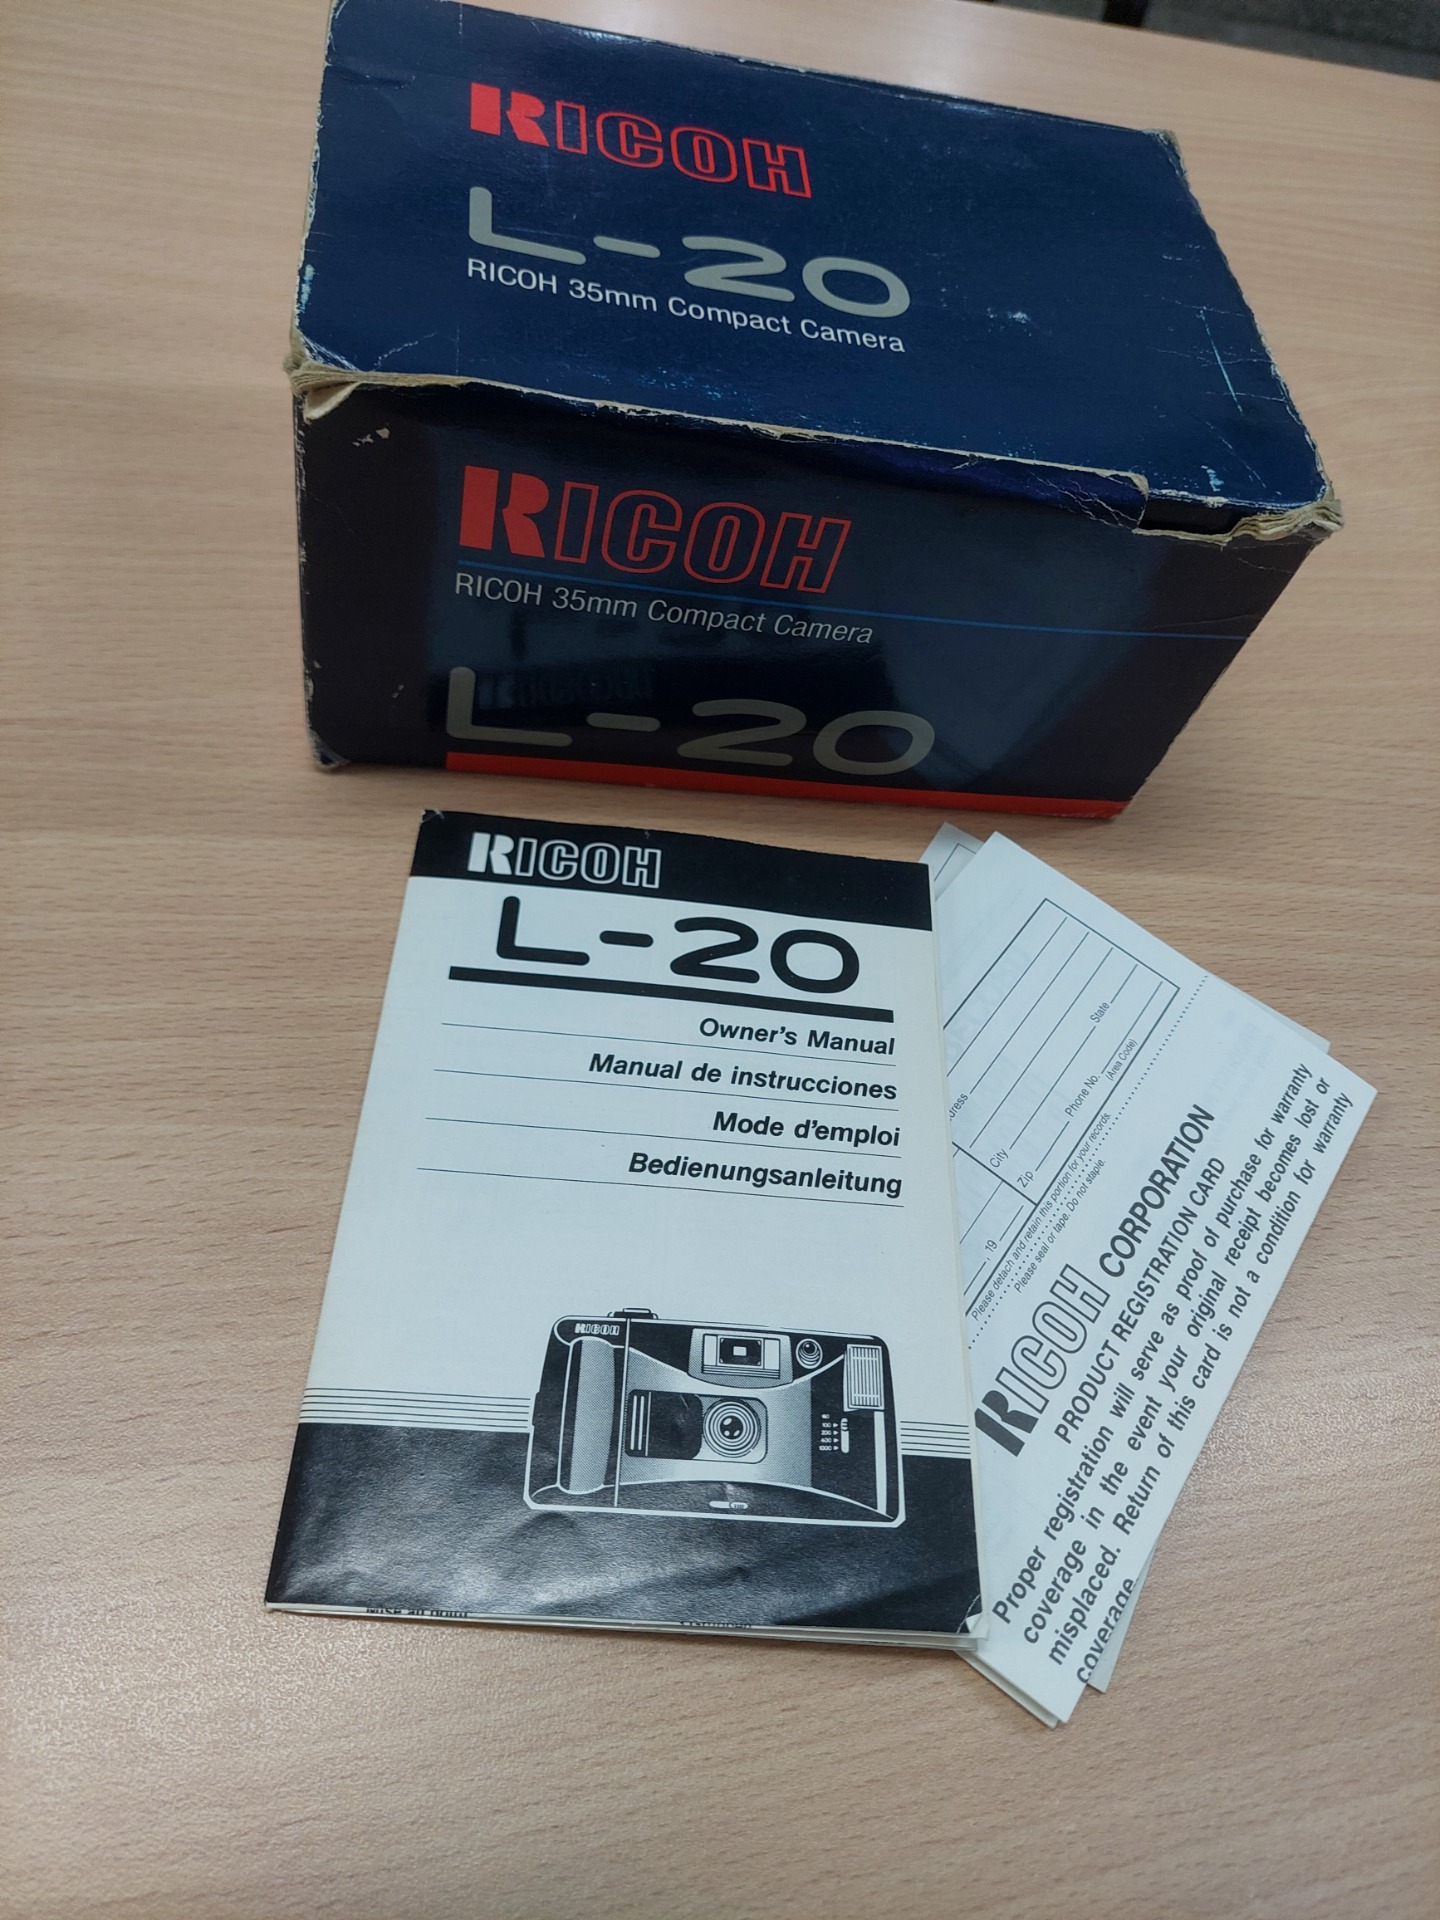 RICOH
L-20
RICOH 35mm Compact Camera
RICOH
RICOH 35mm Compact Camera
L-20
RICOH
L-20
Owner's Manual
Manual de instrucciones
Mode d'emploi
Bedienungsanleitung
RICOH
Mise au point
State
City
Phone No.
(Area Code)
Zip
, 19
Please detach and retain this portion for your records.
Please seal or tape. Do not staple.
RICOH CORPORATION
PRODUCT REGISTRATION CARD
Proper registration will serve as proof of purchase for warranty
coverage in the event your original receipt becomes lost or
misplaced. Return of this card is not a condition for warranty
coverage.